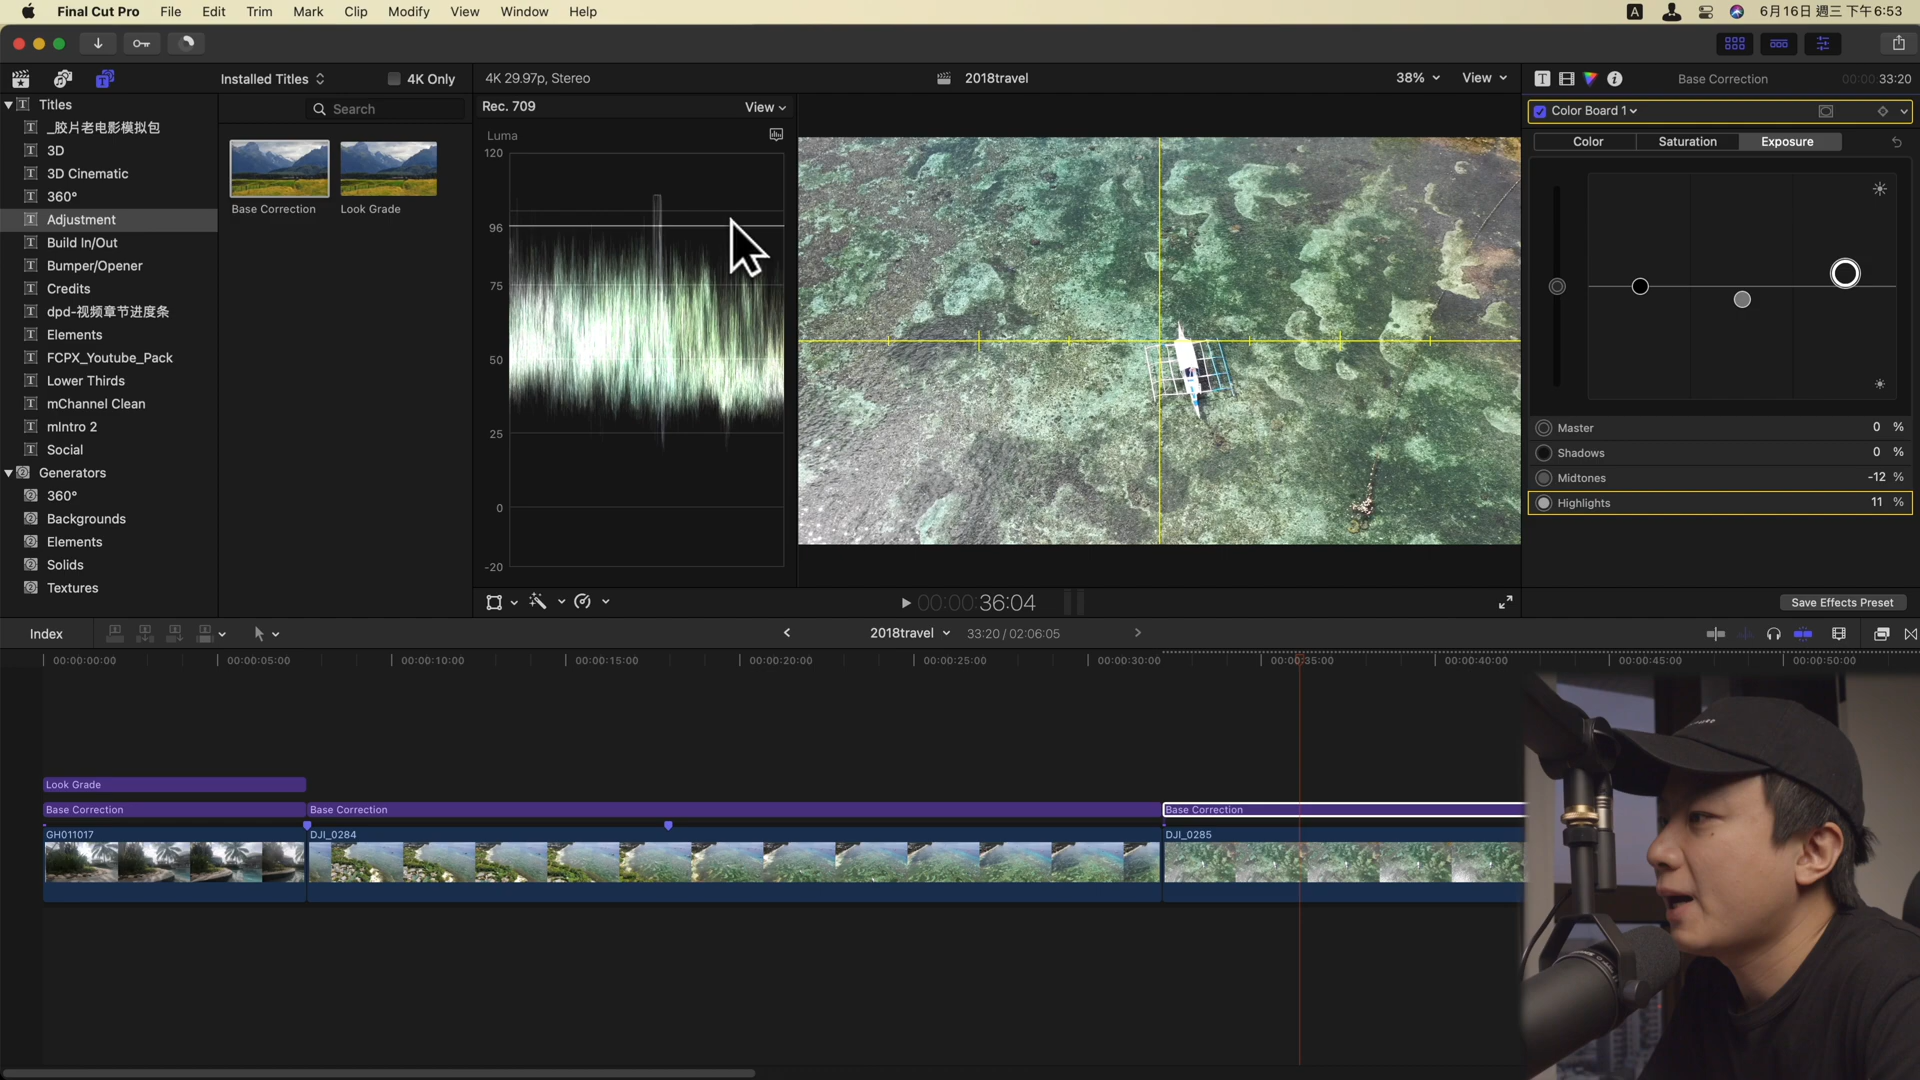 Final Cut Pro File Edit Trim Mark Clip Modify View Window Help A 6月16日 週三 下午6:53
Installed Titles 4K Only 4K 29.97p, Stereo 2018travel 38% View Base Correction 00:00:33:20
Titles
_胶片老电影模拟包
3D
3D Cinematic
360°
Adjustment
Build In/Out
Bumper/Opener
Credits
dpd-视频章节进度条
Elements
FCPX_Youtube_Pack
Lower Thirds
mChannel Clean
mIntro 2
Social
Generators
360°
Backgrounds
Elements
Solids
Textures
Search
Base Correction Look Grade
Rec. 709 View
Luma
120
96
75
50
25
0
-20
Color Board 1
Color Saturation Exposure
Master 0 %
Shadows 0 %
Midtones -12 %
Highlights 11 %
00:00:36:04
Save Effects Preset
Index 2018travel 33:20 / 02:06:05
00:00:00:00 00:00:05:00 00:00:10:00 00:00:15:00 00:00:20:00 00:00:25:00 00:00:30:00 00:00:35:00 00:00:40:00 00:00:45:00 00:00:50:00
Look Grade
Base Correction Base Correction Base Correction
GH011017 DJI_0284 DJI_0285